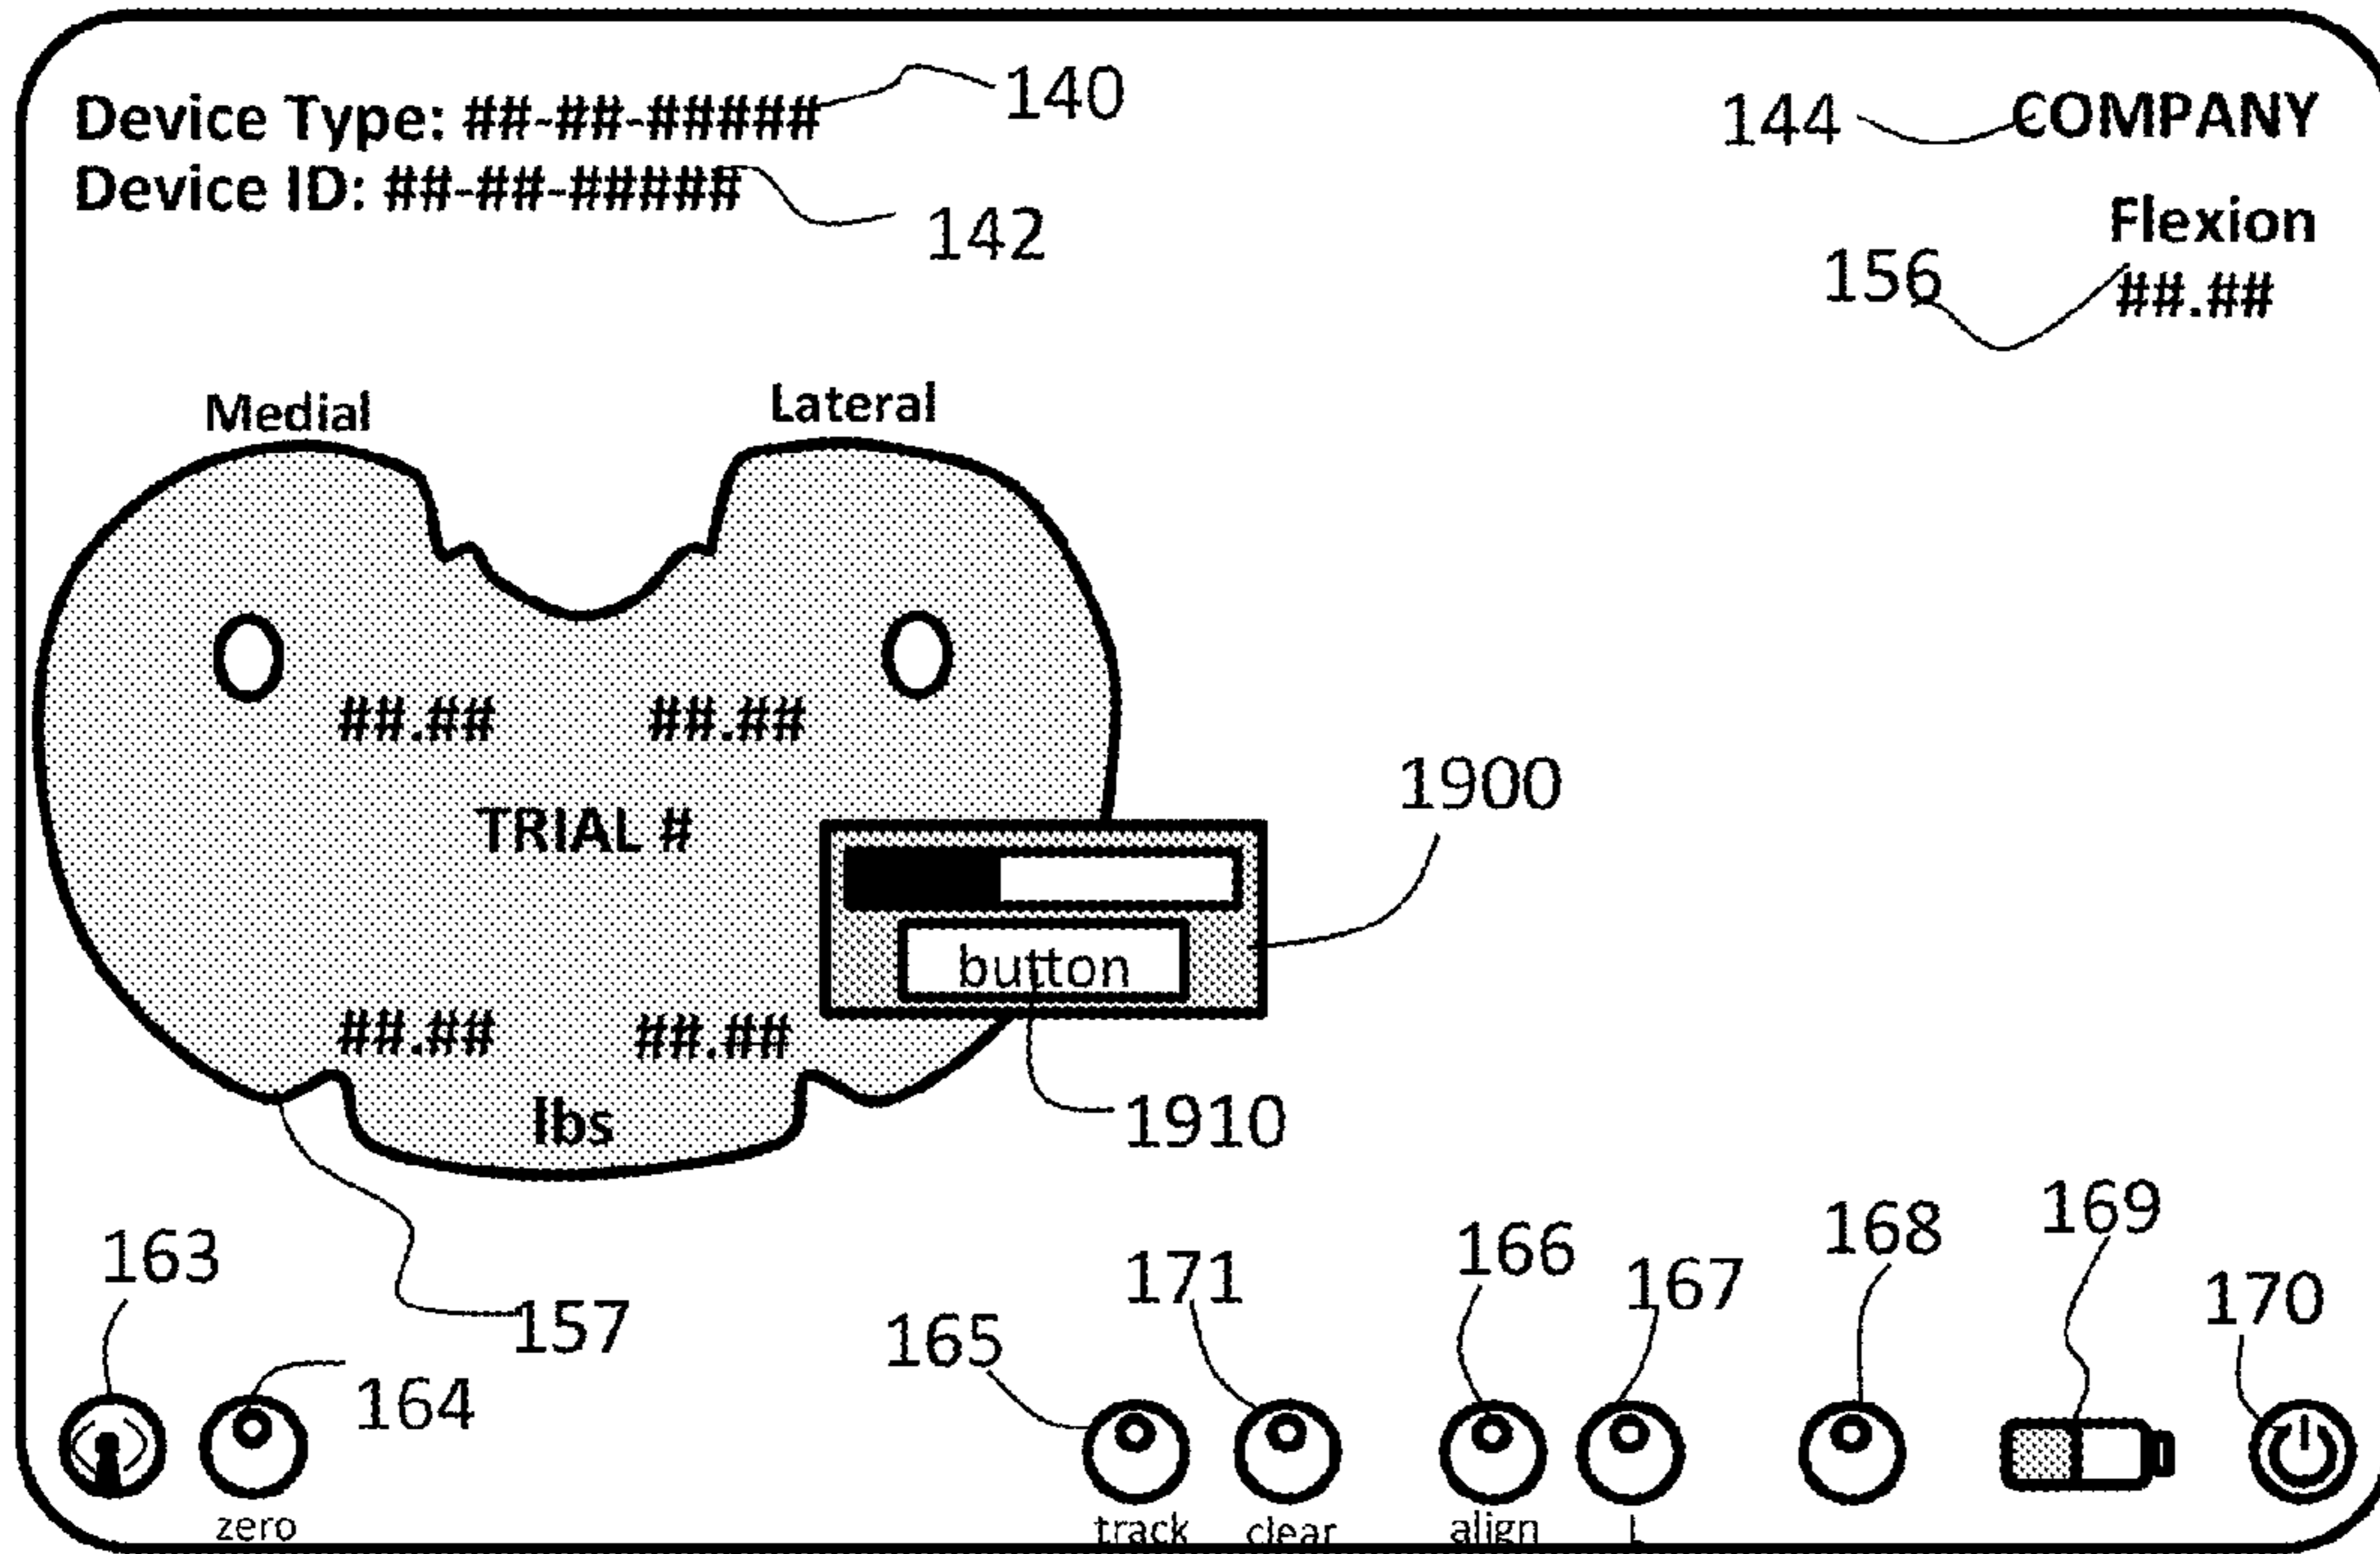 Device Type: ##-##-##### 140
144 COMPANY
Device ID: ##-##-#####
142
Flexion
156
##.##
Medial
Lateral
##.## ##.##
1900
TRIAL #
button
##.## ##.##
1910
lbs
163
157
164
165
171
166
167
168
169
170
zero
track
clear
align
L